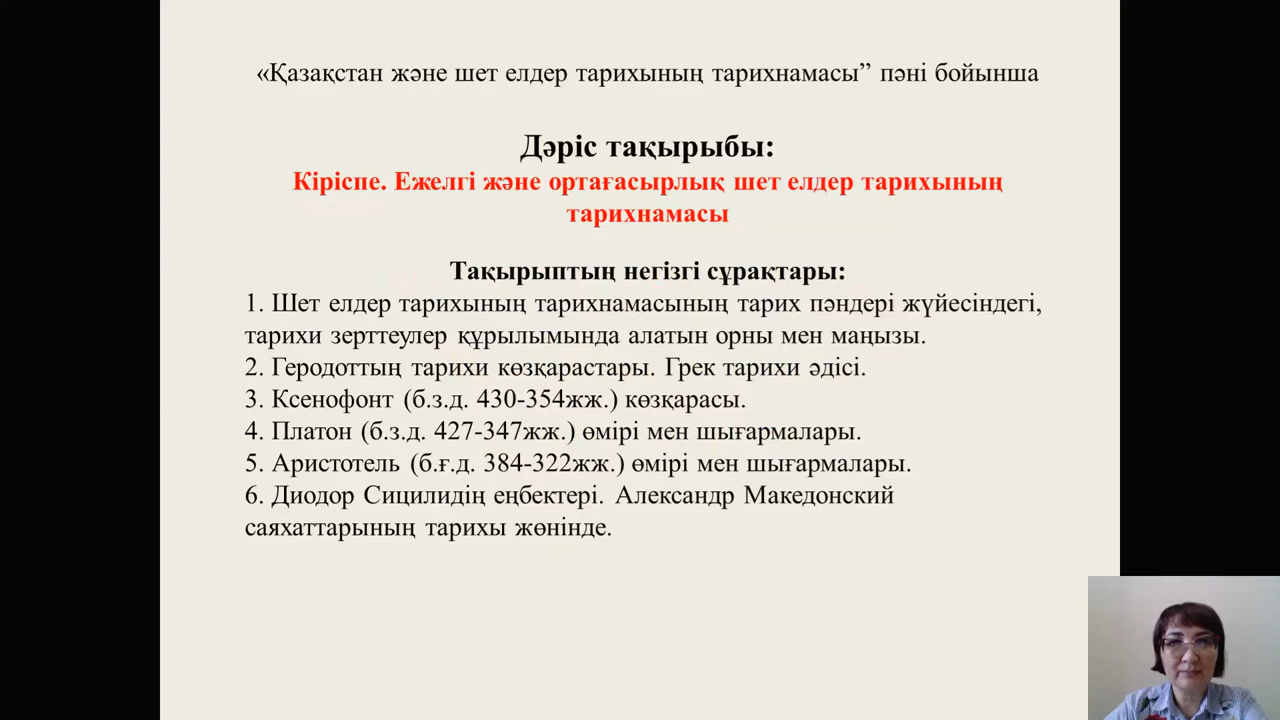 «Қазақстан және шет елдер тарихының тарихнамасы” пәні бойынша
Дәріс тақырыбы:
Кіріспе. Ежелгі және ортағасырлық шет елдер тарихының
тарихнамасы
Тақырыптың негізгі сұрақтары:
1. Шет елдер тарихының тарихнамасының тарих пәндері жүйесіндегі,
тарихи зерттеулер құрылымында алатын орны мен маңызы.
2. Геродоттың тарихи көзқарастары. Грек тарихи әдісі.
3. Ксенофонт (б.з.д. 430-354жж.) көзқарасы.
4. Платон (б.з.д. 427-347жж.) өмірі мен шығармалары.
5. Аристотель (б.ғ.д. 384-322жж.) өмірі мен шығармалары.
6. Диодор Сицилидің еңбектері. Александр Македонский
саяхаттарының тарихы жөнінде.